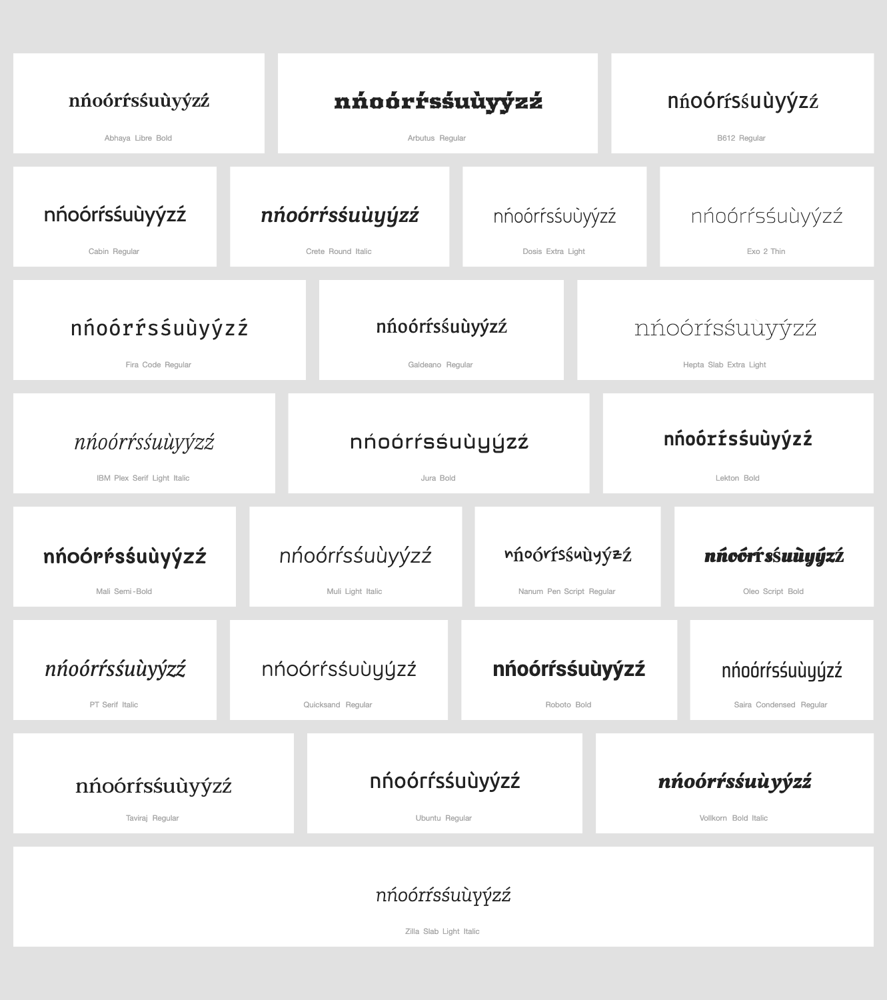 nńoórŕsśuùyýzź
Abhaya Libre Bold
nńoórŕsśuùyýzź
Arbutus Regular
nńoórŕsśuùyýzź
B612 Regular
nńoórŕsśuùyýzź
Cabin Regular
nńoórŕsśuùyýzź
Crete Round Italic
nńoórŕsśuùyýzź
Dosis Extra Light
nńoórŕsśuùyýzź
Exo 2 Thin
nńoórŕsśuùyýzź
Fira Code Regular
nńoórŕsśuùyýzź
Galdeano Regular
nńoórŕsśuùyýzź
Hepta Slab Extra Light
nńoórŕsśuùyýzź
IBM Plex Serif Light Italic
nńoórŕsśuùyýzź
Jura Bold
nńoórŕsśuùyýzź
Lekton Bold
nńoórŕsśuùyýzź
Mali Semi-Bold
nńoórŕsśuùyýzź
Muli Light Italic
nńoórŕsśuùyýzź
Nanum Pen Script Regular
nńoórŕsśuùyýzź
Oleo Script Bold
nńoórŕsśuùyýzź
PT Serif Italic
nńoórŕsśuùyýzź
Quicksand Regular
nńoórŕsśuùyýzź
Roboto Bold
nńoórŕsśuùyýzź
Saira Condensed Regular
nńoórŕsśuùyýzź
Taviraj Regular
nńoórŕsśuùyýzź
Ubuntu Regular
nńoórŕsśuùyýzź
Vollkorn Bold Italic
nńoórŕsśuùyýzź
Zilla Slab Light Italic